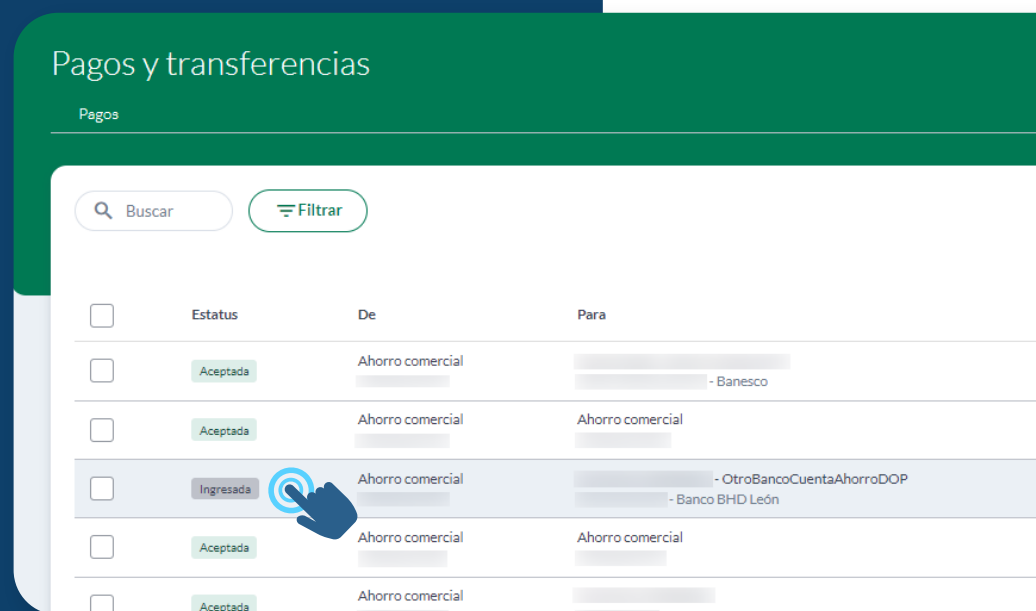 Pagos y transferencias
Pagos
Buscar
Filtrar
Estatus De Para
Aceptada Ahorro comercial
- Banesco
Aceptada Ahorro comercial Ahorro comercial
Ingresada Ahorro comercial - OtroBancoCuentaAhorroDOP
- Banco BHD León
Aceptada Ahorro comercial Ahorro comercial
Aceptada Ahorro comercial